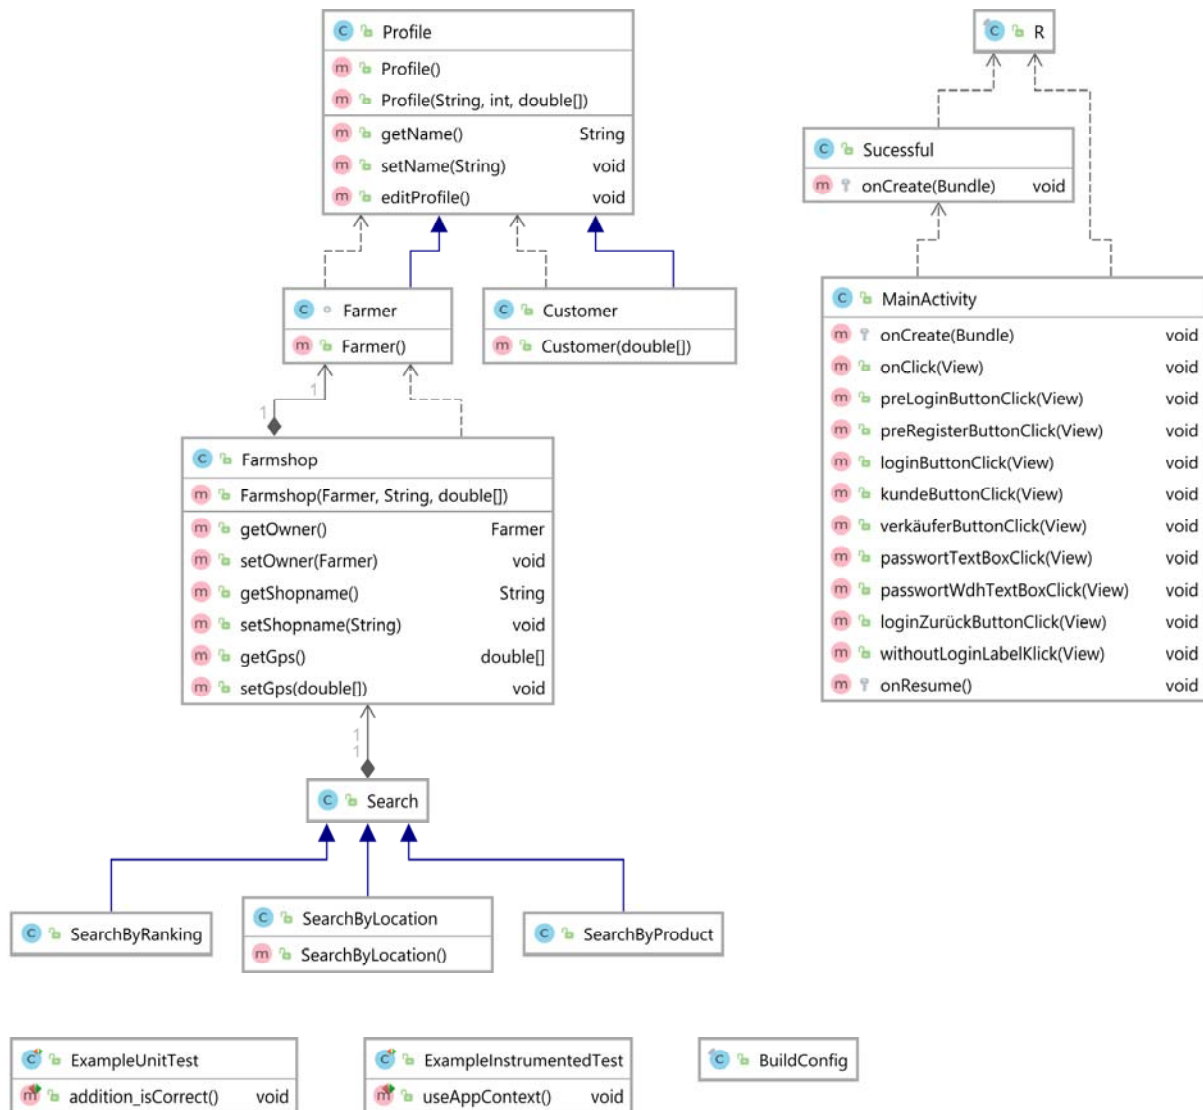 Profile
Profile()
Profile(String, int, double[])
getName() String
setName(String) void
editProfile() void
R
Sucessful
onCreate(Bundle) void
Farmer
Farmer()
Customer
Customer(double[])
MainActivity
onCreate(Bundle) void
onClick(View) void
preLoginButtonClick(View) void
preRegisterButtonClick(View) void
loginButtonClick(View) void
kundeButtonClick(View) void
verkäuferButtonClick(View) void
passwortTextBoxClick(View) void
passwortWdhTextBoxClick(View) void
loginZurückButtonClick(View) void
withoutLoginLabelKlick(View) void
onResume() void
1
1
Farmshop
Farmshop(Farmer, String, double[])
getOwner() Farmer
setOwner(Farmer) void
getShopname() String
setShopname(String) void
getGps() double[]
setGps(double[]) void
1
1
Search
SearchByRanking
SearchByLocation
SearchByLocation()
SearchByProduct
ExampleUnitTest
addition_isCorrect() void
ExampleInstrumentedTest
useAppContext() void
BuildConfig